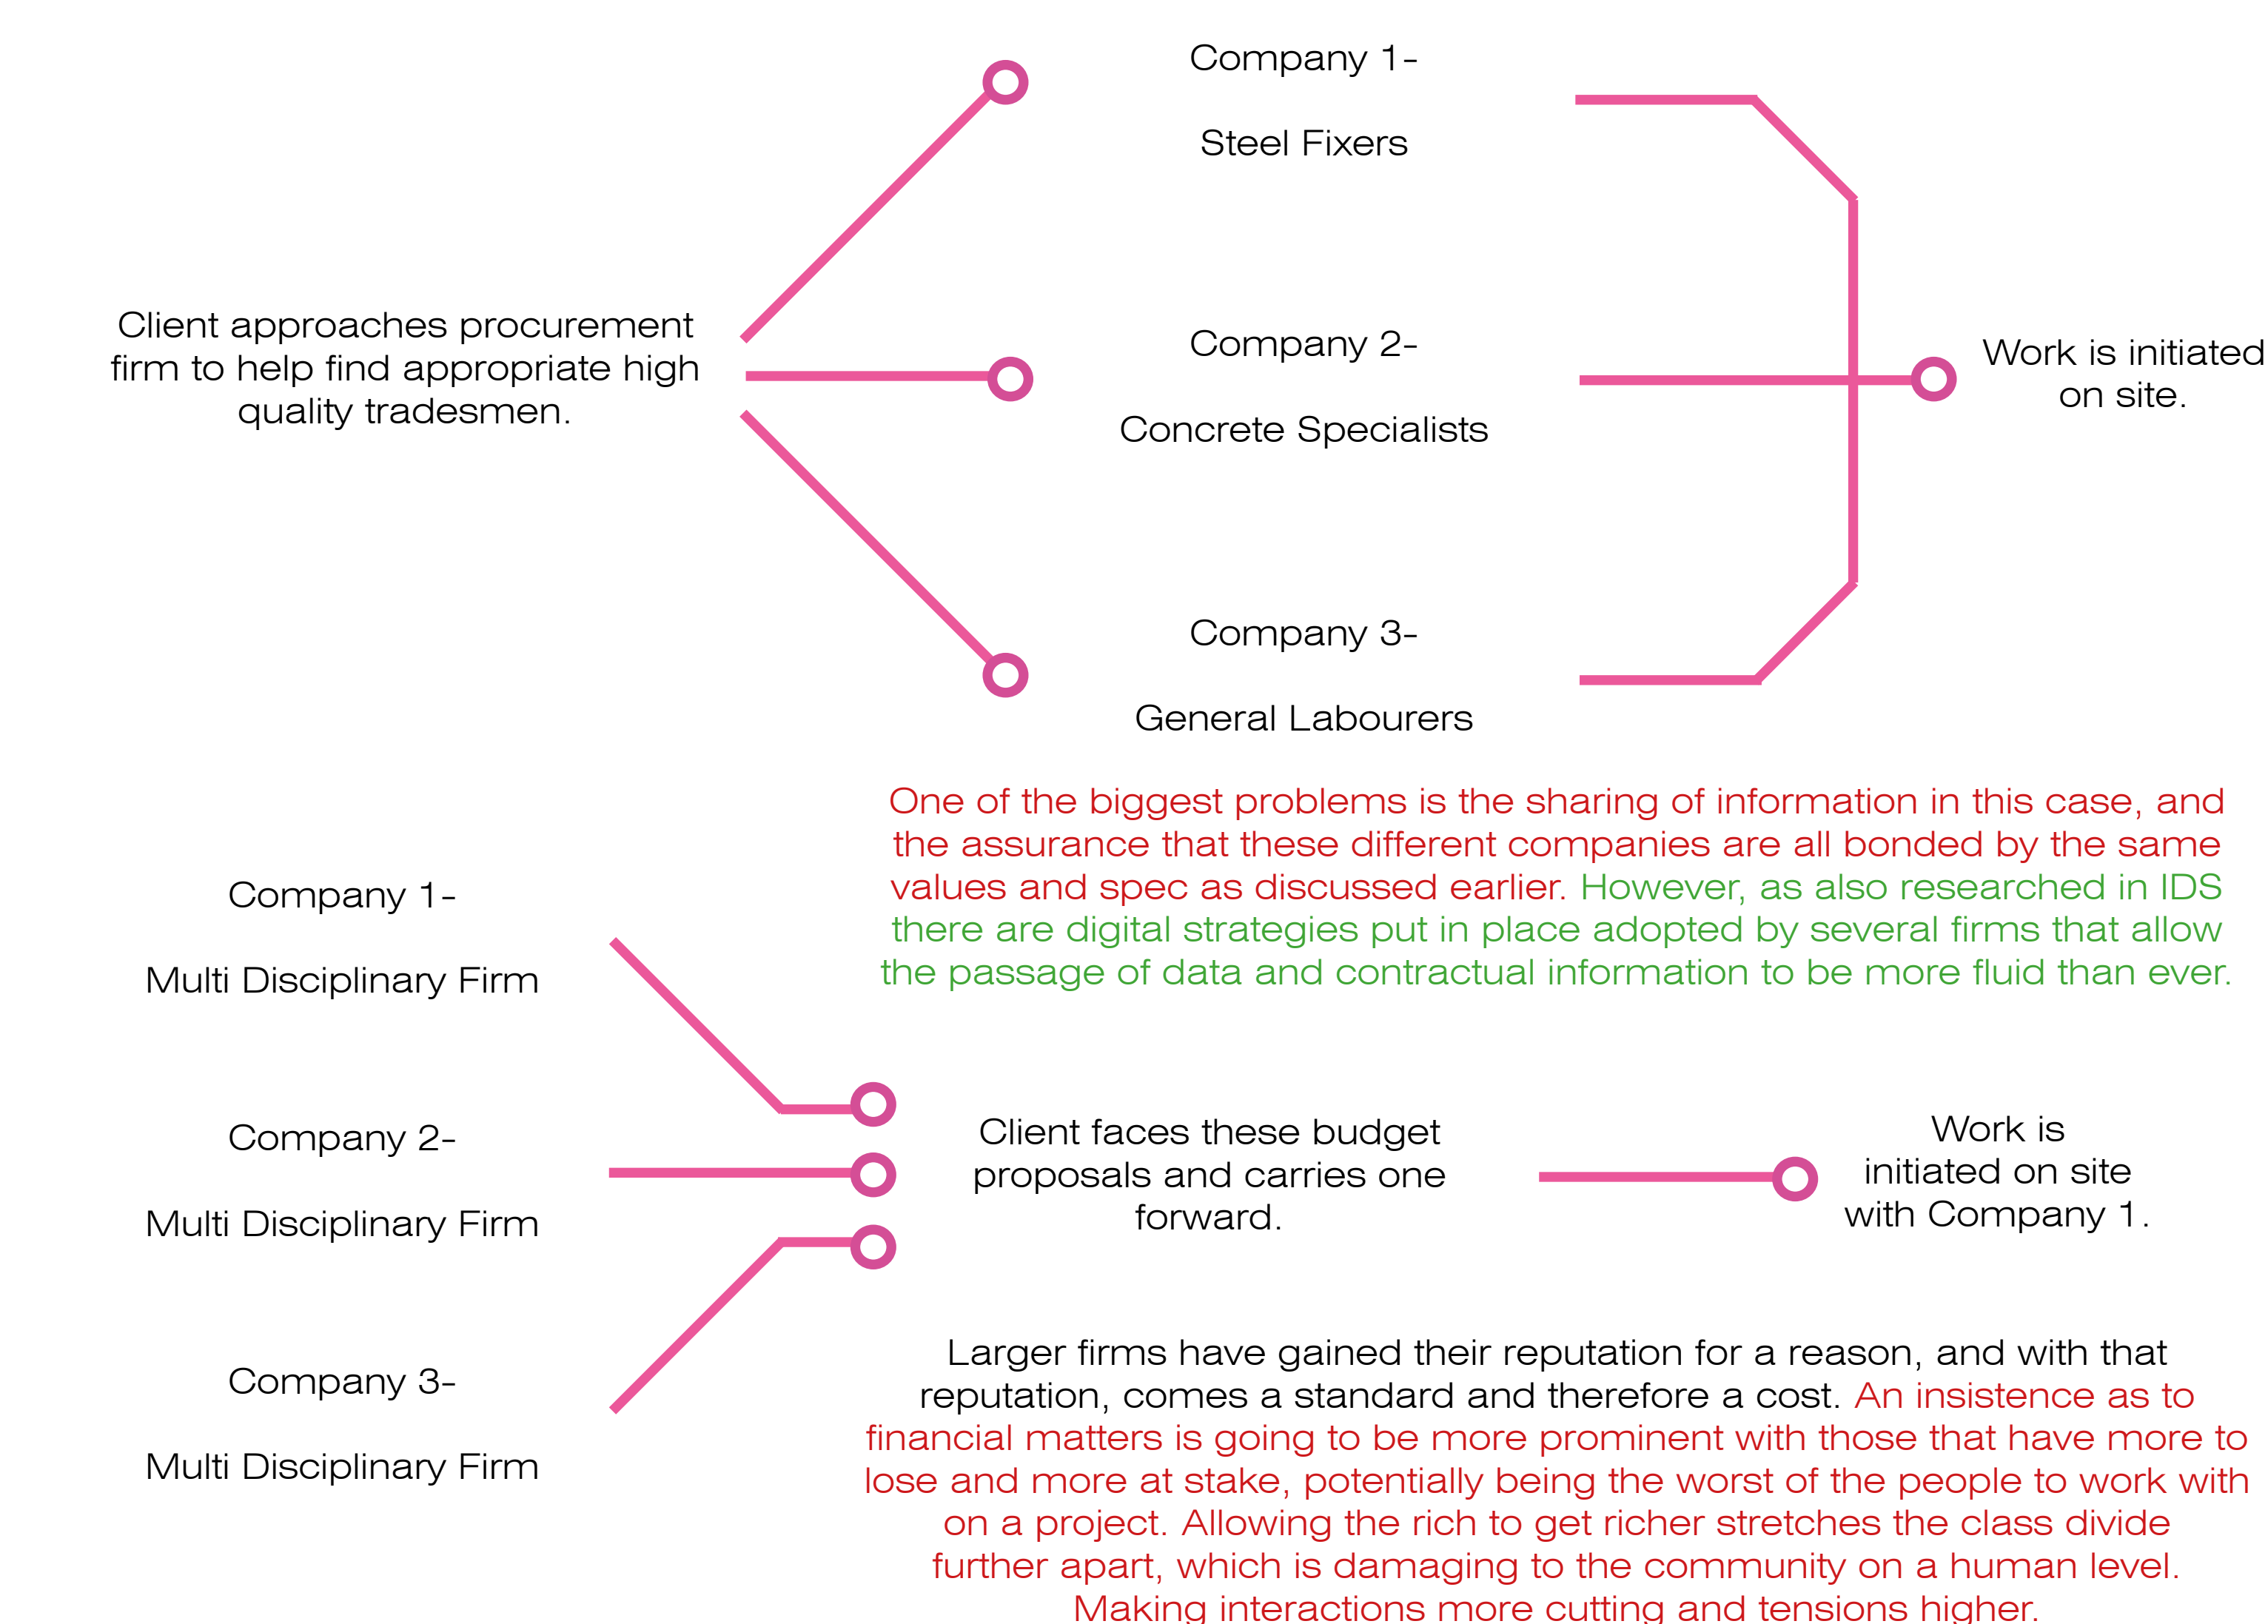 Company 1-
Steel Fixers
Client approaches procurement
firm to help find appropriate high
quality tradesmen.
Company 2-
Concrete Specialists
Work is initiated
on site.
Company 3-
General Labourers
One of the biggest problems is the sharing of information in this case, and
the assurance that these different companies are all bonded by the same
values and spec as discussed earlier. However, as also researched in IDS
there are digital strategies put in place adopted by several firms that allow
the passage of data and contractual information to be more fluid than ever.
Company 1-
Multi Disciplinary Firm
Company 2-
Multi Disciplinary Firm
Company 3-
Multi Disciplinary Firm
Client faces these budget
proposals and carries one
forward.
Work is
initiated on site
with Company 1.
Larger firms have gained their reputation for a reason, and with that
reputation, comes a standard and therefore a cost. An insistence as to
financial matters is going to be more prominent with those that have more to
lose and more at stake, potentially being the worst of the people to work with
on a project. Allowing the rich to get richer stretches the class divide
further apart, which is damaging to the community on a human level.
Making interactions more cutting and tensions higher.